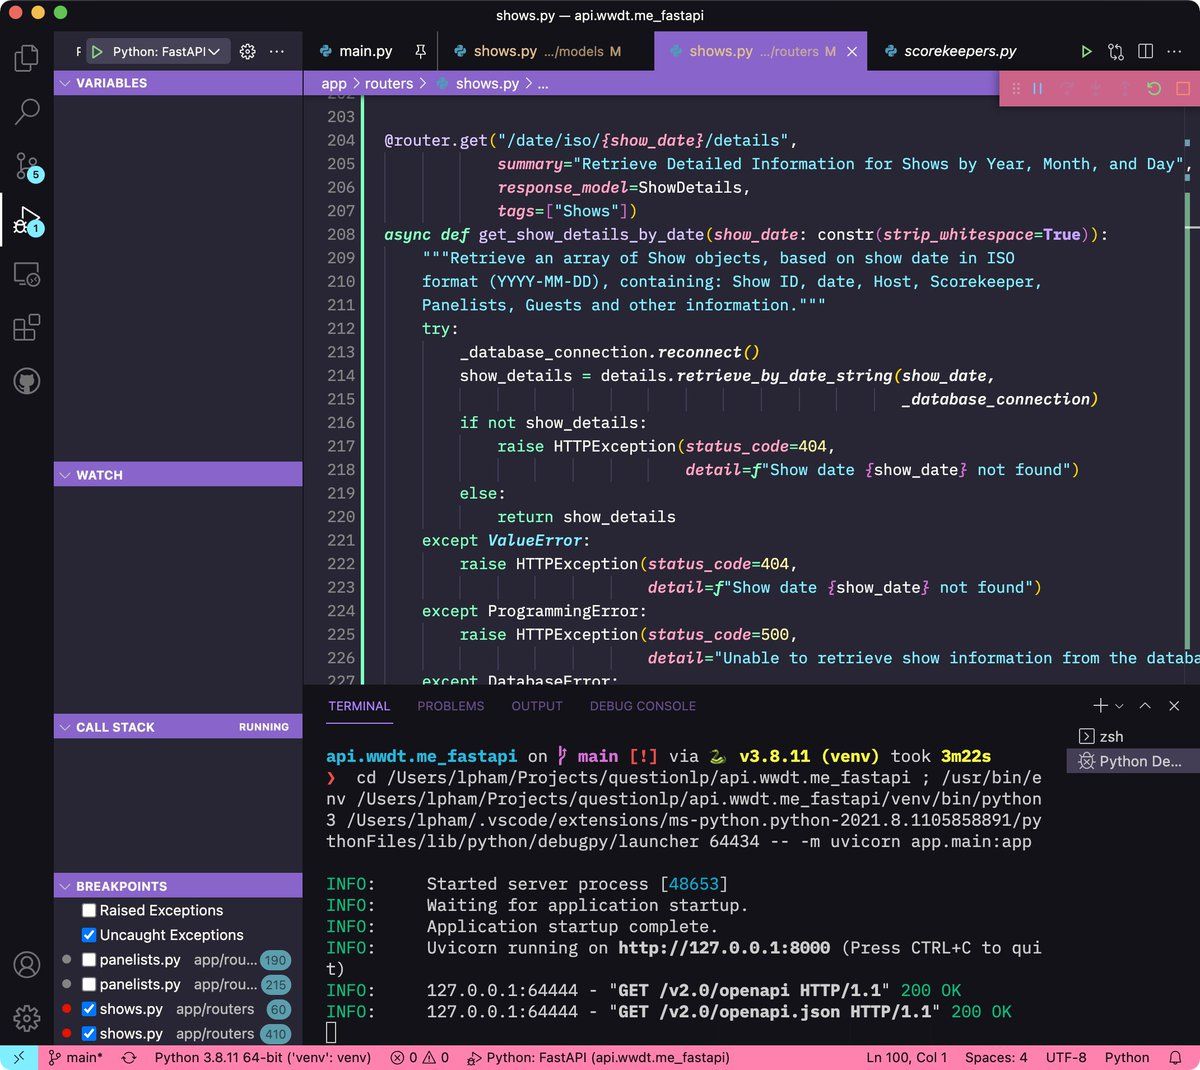 shows.py — api.wwdt.me_fastapi
Python: FastAPI
main.py
shows.py .../models M
shows.py .../routers M
scorekeepers.py
VARIABLES
app > routers > shows.py > ...
203
204 @router.get("/date/iso/{show_date}/details",
205 summary="Retrieve Detailed Information for Shows by Year, Month, and Day",
206 response_model=ShowDetails,
207 tags=["Shows"])
208 async def get_show_details_by_date(show_date: constr(strip_whitespace=True)):
209 """Retrieve an array of Show objects, based on show date in ISO
210 format (YYYY-MM-DD), containing: Show ID, date, Host, Scorekeeper,
211 Panelists, Guests and other information."""
212 try:
213 _database_connection.reconnect()
214 show_details = details.retrieve_by_date_string(show_date,
215 _database_connection)
216 if not show_details:
217 raise HTTPException(status_code=404,
218 detail=f"Show date {show_date} not found")
219 else:
220 return show_details
221 except ValueError:
222 raise HTTPException(status_code=404,
223 detail=f"Show date {show_date} not found")
224 except ProgrammingError:
225 raise HTTPException(status_code=500,
226 detail="Unable to retrieve show information from the databa
227 except DatabaseError:
5
1
WATCH
CALL STACK
RUNNING
BREAKPOINTS
Raised Exceptions
Uncaught Exceptions
panelists.py app/rou... 190
panelists.py app/rou... 215
shows.py app/routers 60
shows.py app/routers 410
TERMINAL PROBLEMS OUTPUT DEBUG CONSOLE
zsh
Python De...
api.wwdt.me_fastapi on main [!] via v3.8.11 (venv) took 3m22s
❯ cd /Users/lpham/Projects/questionlp/api.wwdt.me_fastapi ; /usr/bin/e
nv /Users/lpham/Projects/questionlp/api.wwdt.me_fastapi/venv/bin/python
3 /Users/lpham/.vscode/extensions/ms-python.python-2021.8.1105858891/py
thonFiles/lib/python/debugpy/launcher 64434 -- -m uvicorn app.main:app
INFO: Started server process [48653]
INFO: Waiting for application startup.
INFO: Application startup complete.
INFO: Uvicorn running on http://127.0.0.1:8000 (Press CTRL+C to qui
t)
INFO: 127.0.0.1:64444 - "GET /v2.0/openapi HTTP/1.1" 200 OK
INFO: 127.0.0.1:64444 - "GET /v2.0/openapi.json HTTP/1.1" 200 OK
main* Python 3.8.11 64-bit ('venv': venv) 0 0 Python: FastAPI (api.wwdt.me_fastapi) Ln 100, Col 1 Spaces: 4 UTF-8 Python